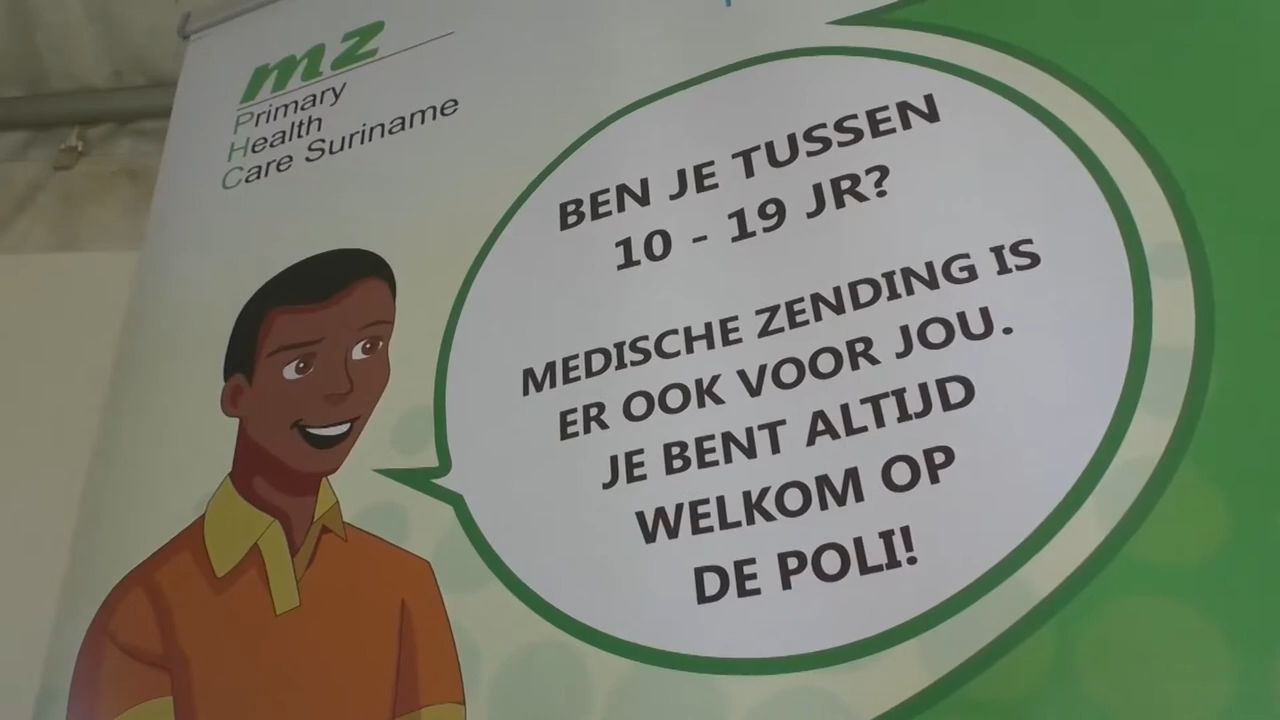 mz
Primary
Health
Care Suriname
BEN JE TUSSEN
10 - 19 JR?
MEDISCHE ZENDING IS
ER OOK VOOR JOU.
JE BENT ALTIJD
WELKOM OP
DE POLI!